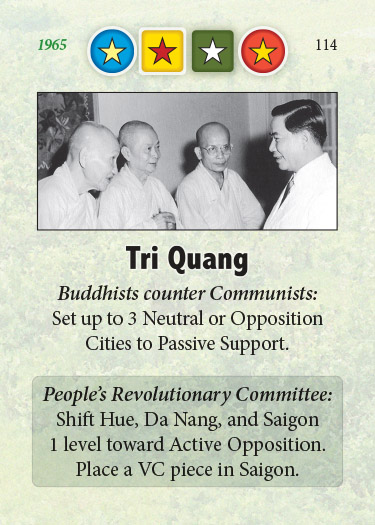 1965
114
Tri Quang
Buddhists counter Communists:
Set up to 3 Neutral or Opposition
Cities to Passive Support.
People's Revolutionary Committee:
Shift Hue, Da Nang, and Saigon
1 level toward Active Opposition.
Place a VC piece in Saigon.